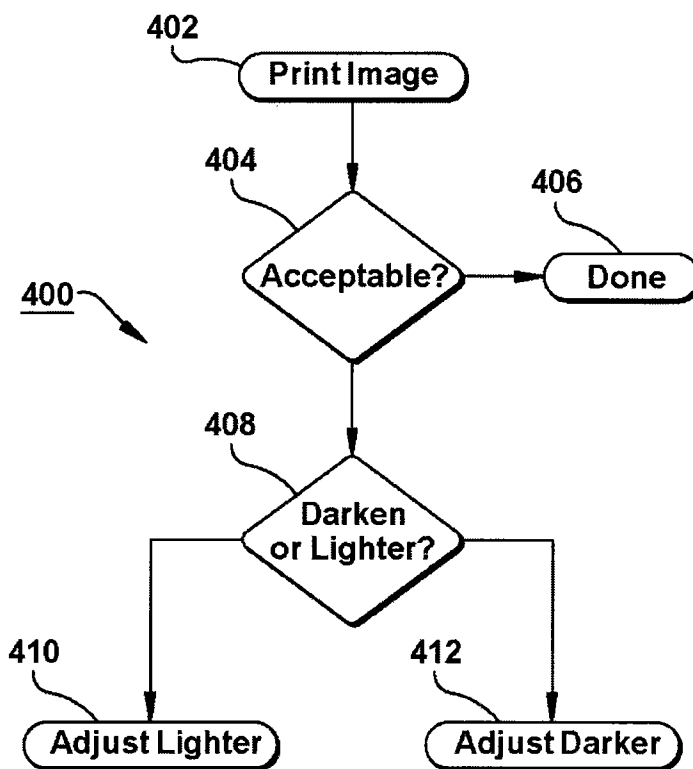 402
Print Image
404
406
Acceptable?
Done
400
408
Darken
or Lighter?
410
412
Adjust Lighter
Adjust Darker